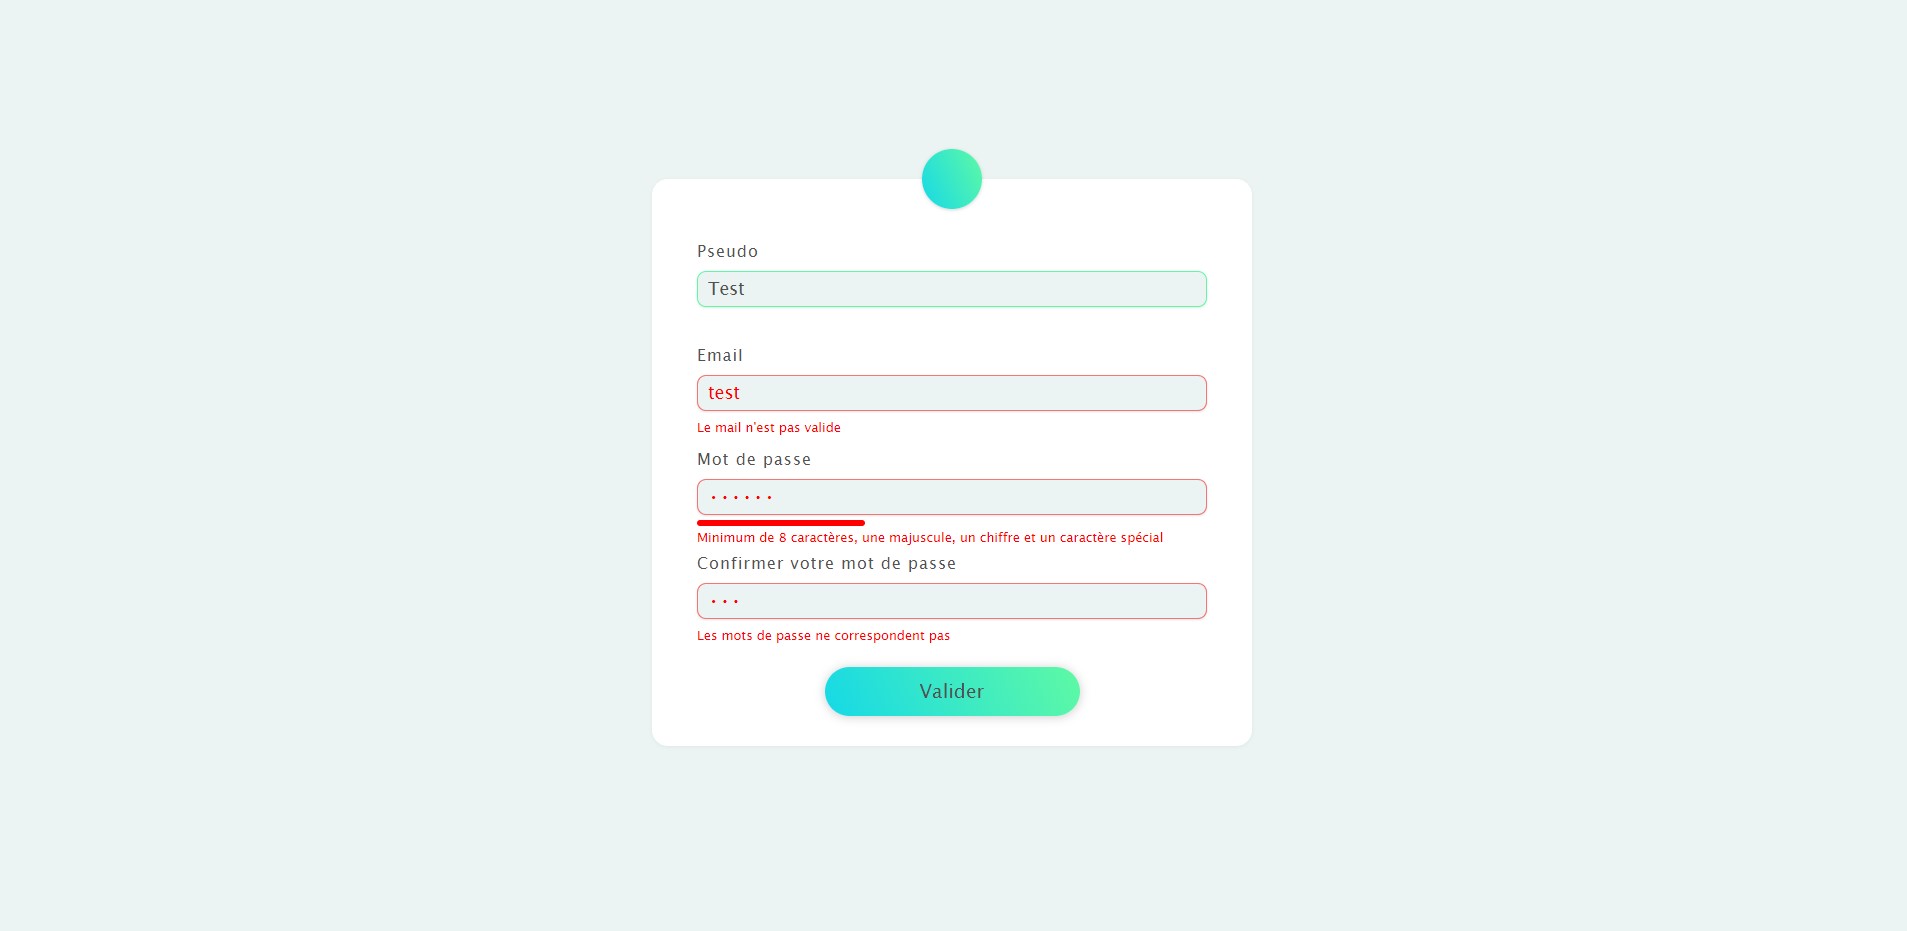 Pseudo
Test
Email
test
Le mail n'est pas valide
Mot de passe
••••••
Minimum de 8 caractères, une majuscule, un chiffre et un caractère spécial
Confirmer votre mot de passe
•••
Les mots de passe ne correspondent pas
Valider